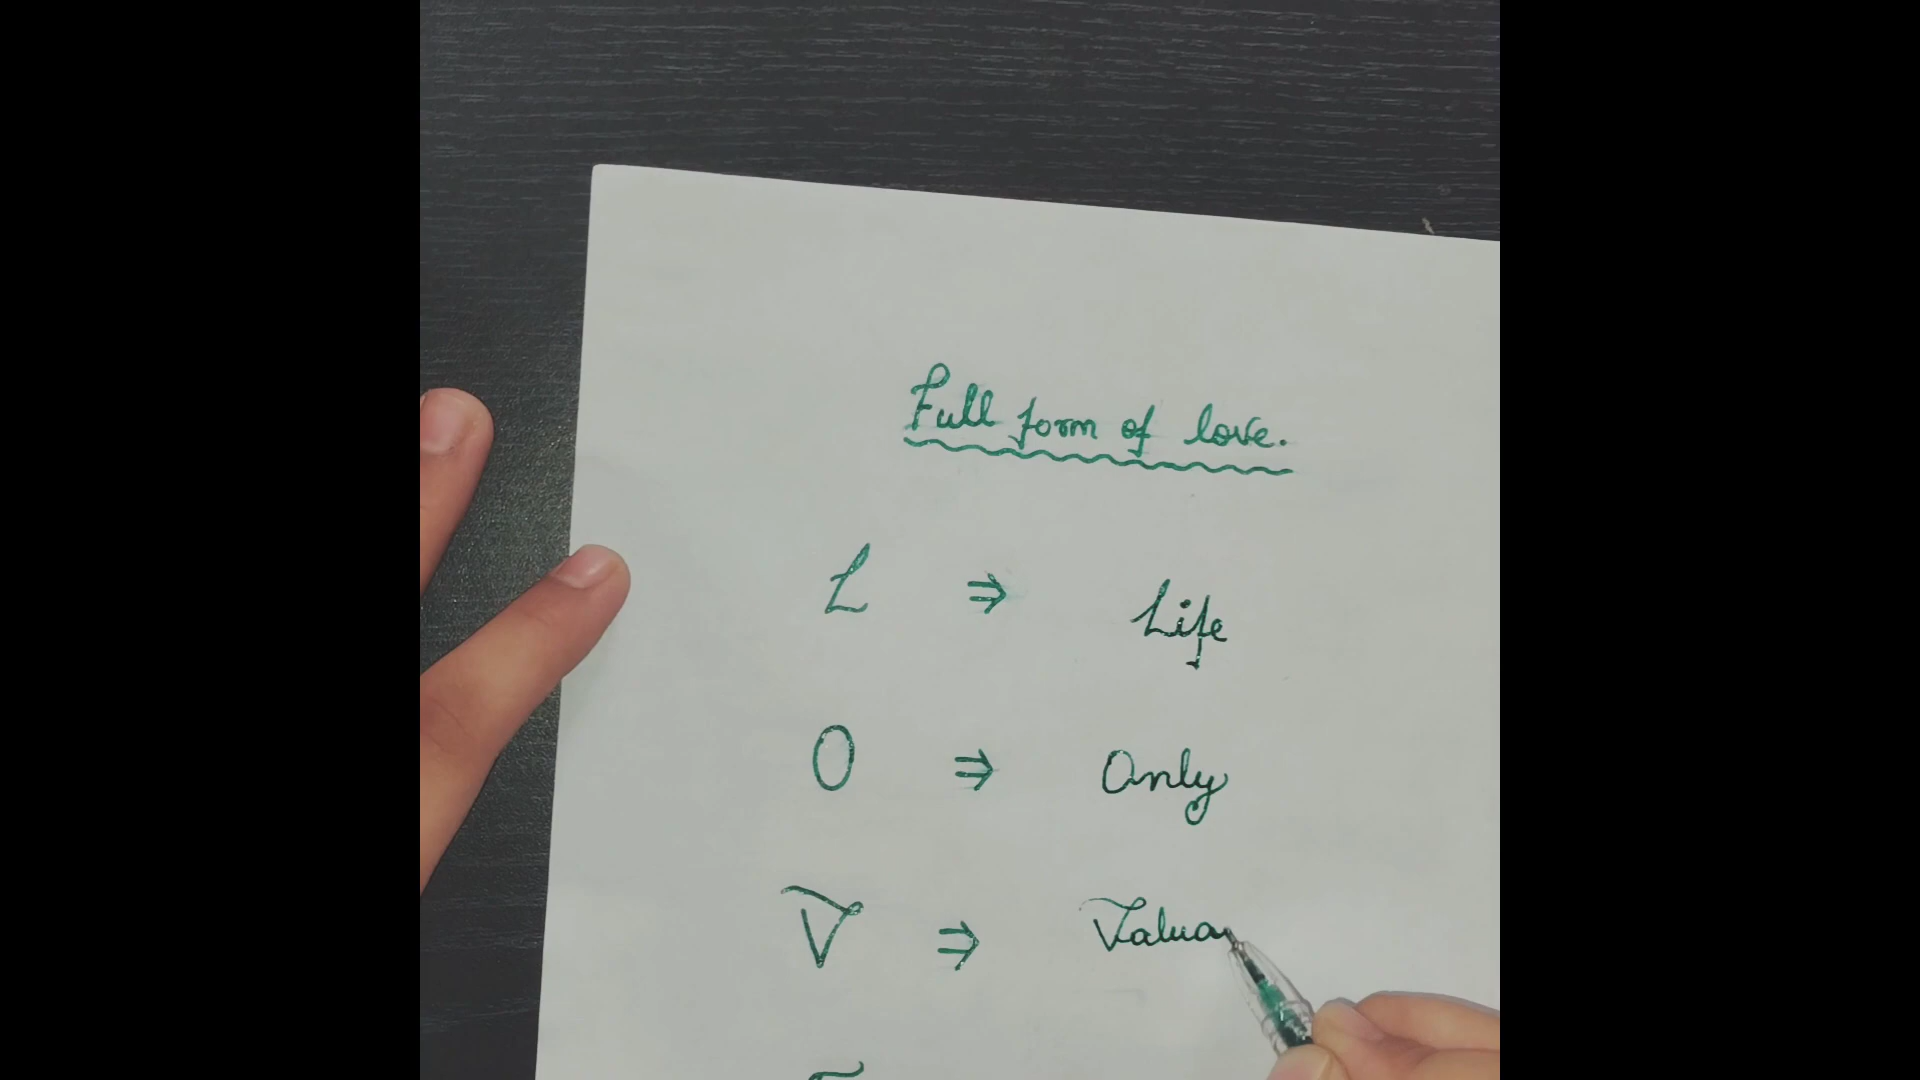 Full form of love.
L ⇒ Life
O ⇒ Only
V ⇒ Valua